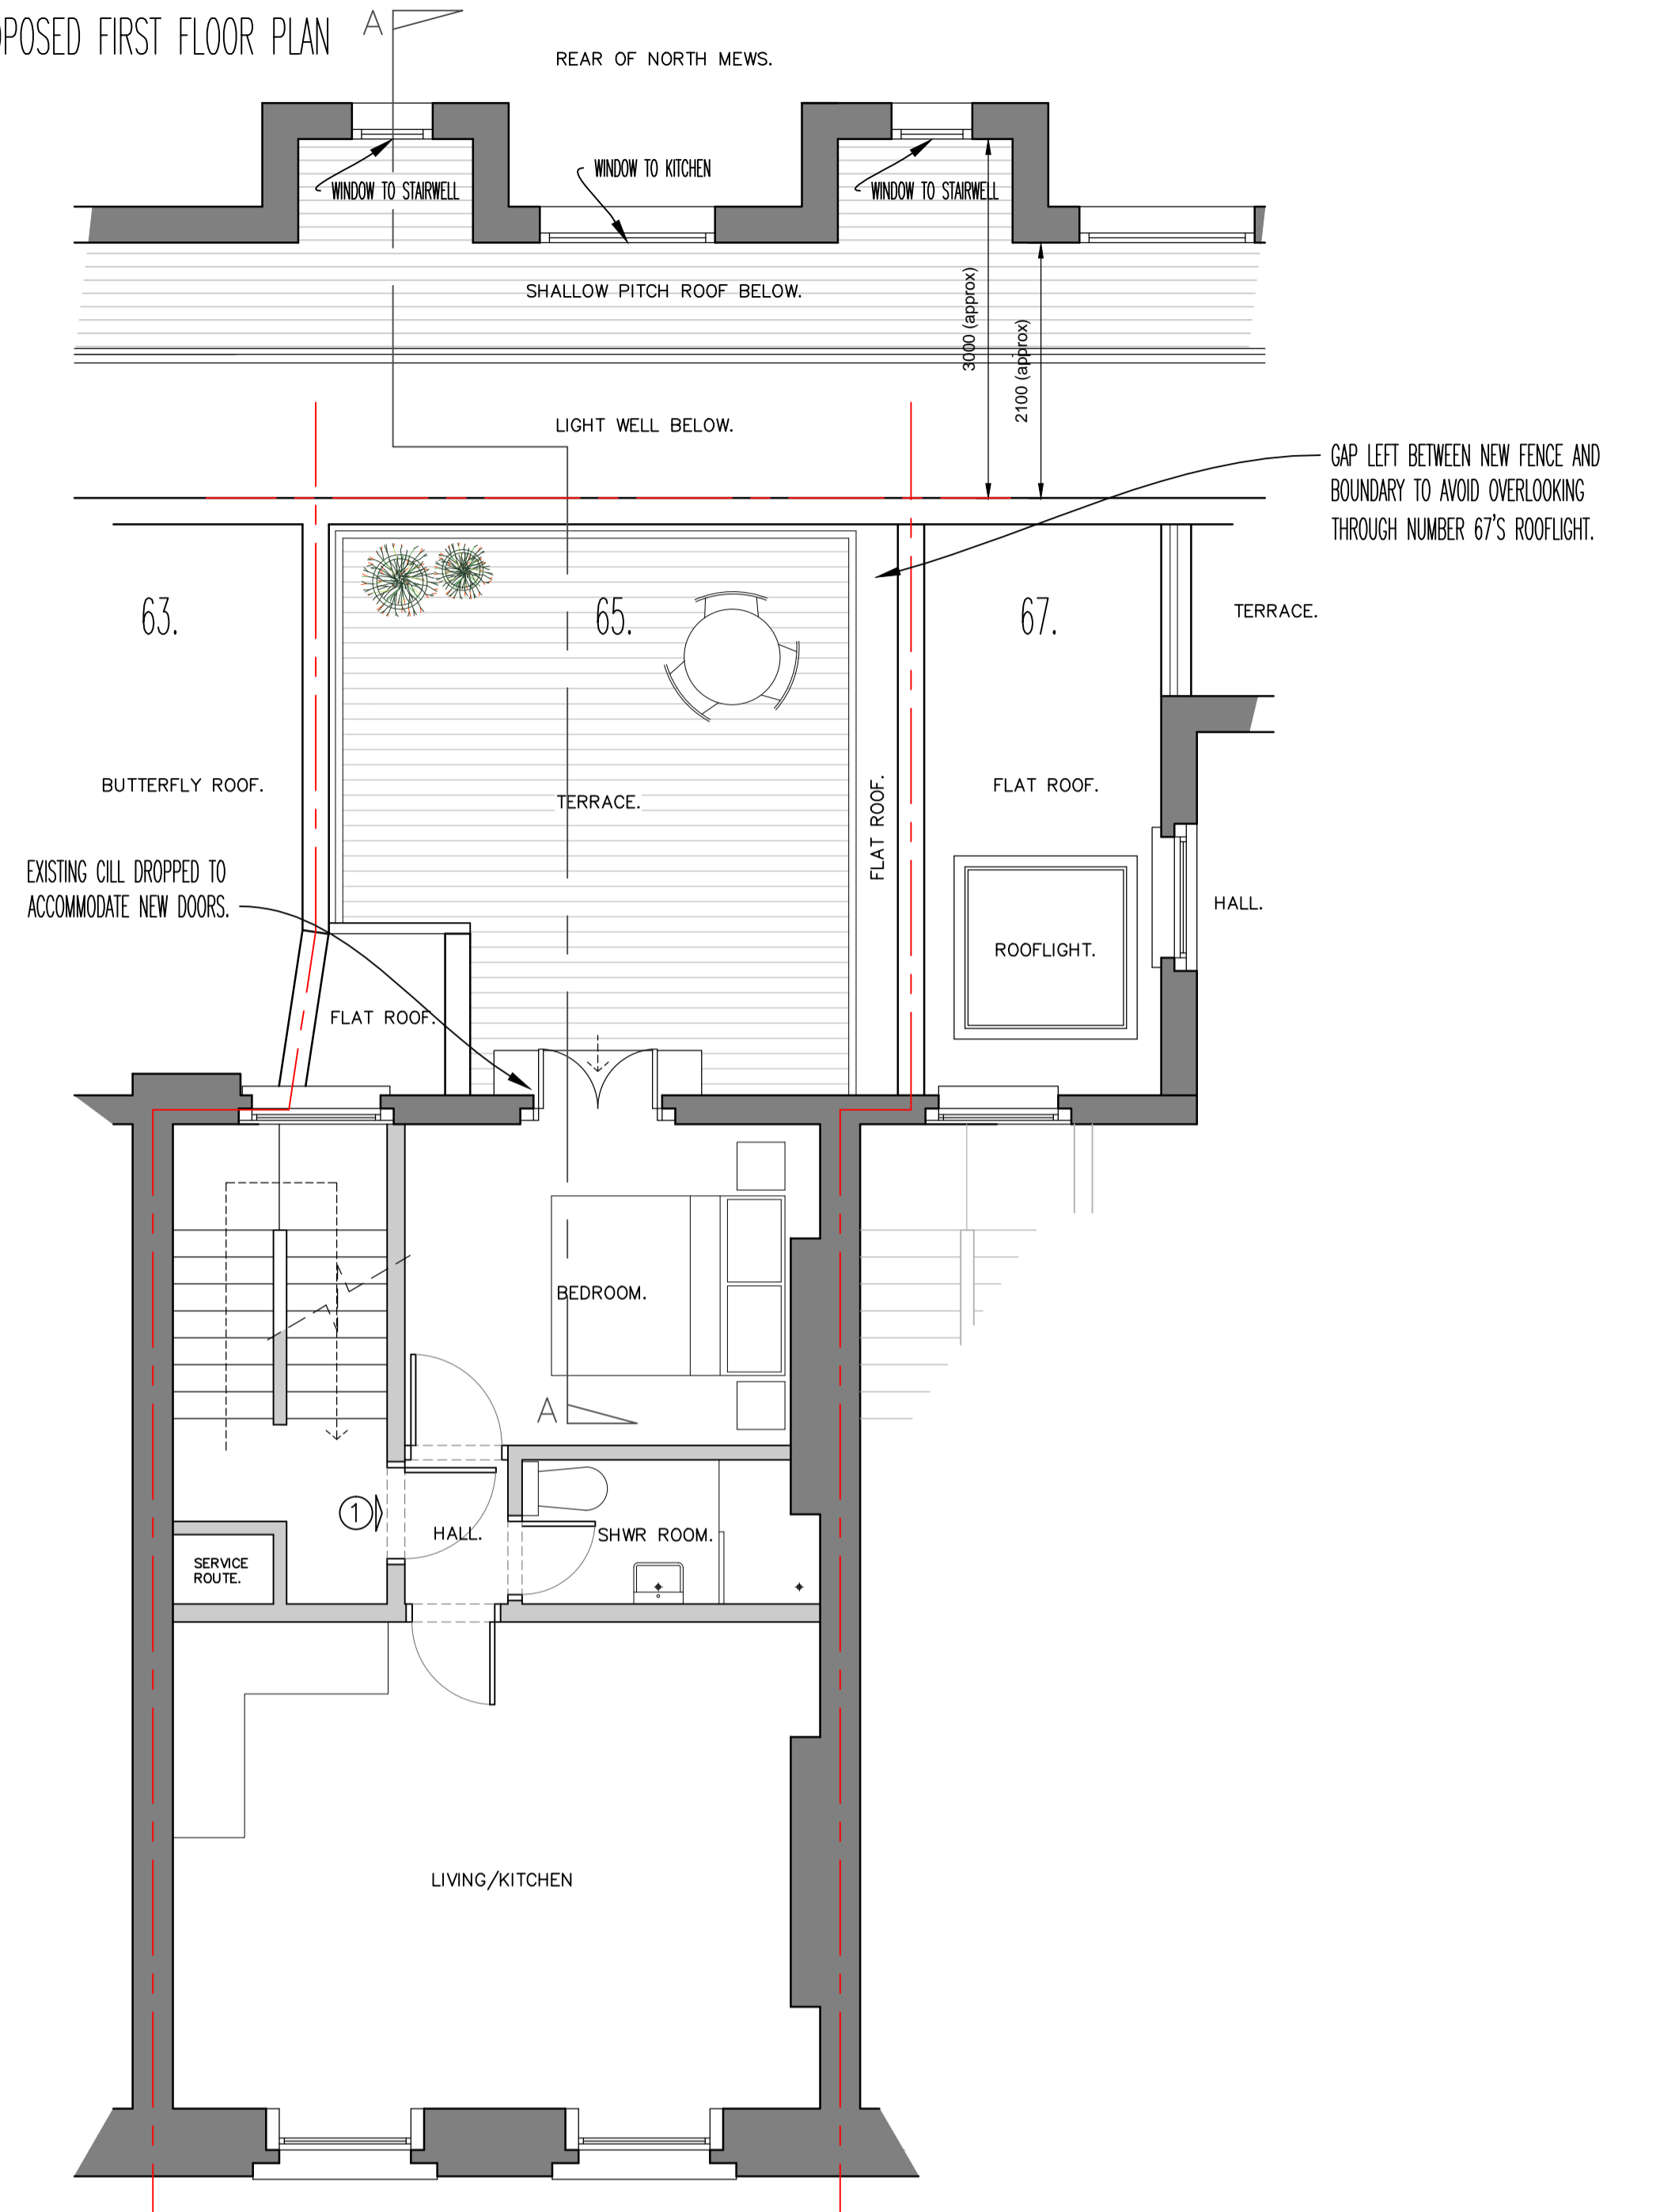 POSED FIRST FLOOR PLAN
A
REAR OF NORTH MEWS.
WINDOW TO STAIRWELL
WINDOW TO KITCHEN
WINDOW TO STAIRWELL
SHALLOW PITCH ROOF BELOW.
3000 (approx)
2100 (approx)
LIGHT WELL BELOW.
GAP LEFT BETWEEN NEW FENCE AND
BOUNDARY TO AVOID OVERLOOKING
THROUGH NUMBER 67'S ROOFLIGHT.
63.
65.
67.
TERRACE.
BUTTERFLY ROOF.
TERRACE.
FLAT ROOF.
FLAT ROOF.
EXISTING CILL DROPPED TO
ACCOMMODATE NEW DOORS.
HALL.
ROOFLIGHT.
FLAT ROOF.
BEDROOM.
A
1
HALL.
SHWR ROOM.
SERVICE
ROUTE.
LIVING/KITCHEN